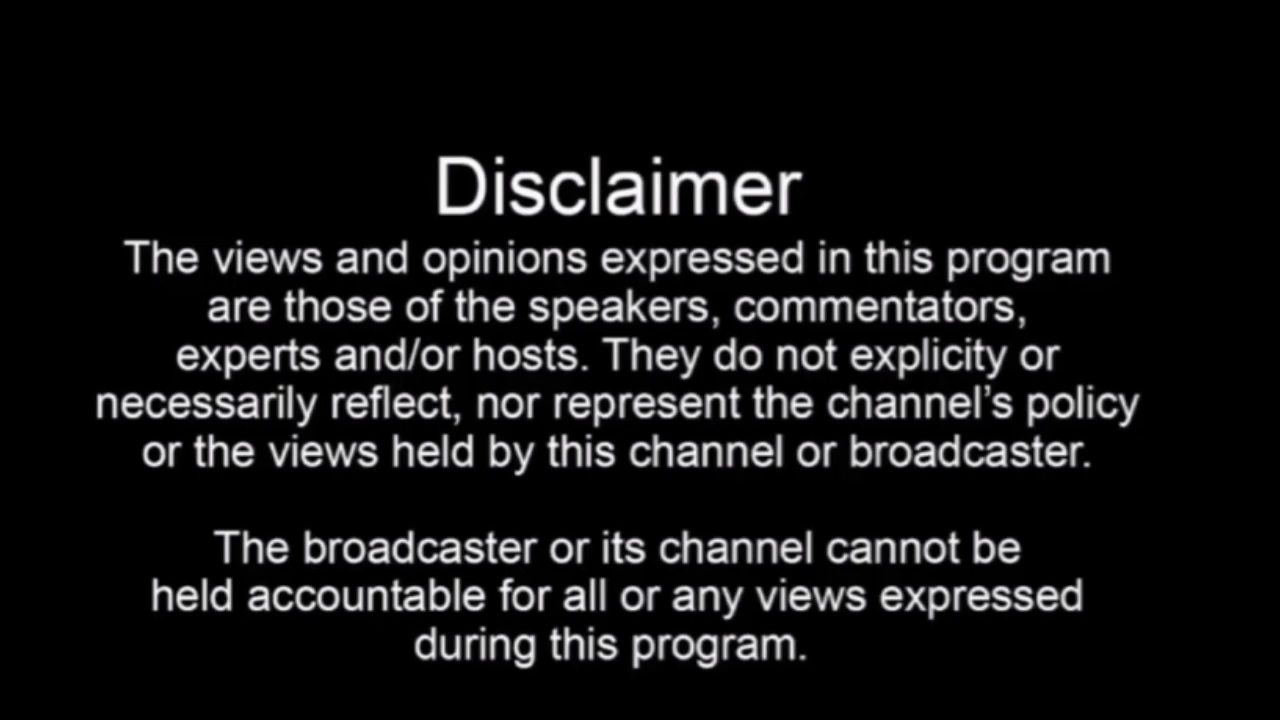 Disclaimer
The views and opinions expressed in this program
are those of the speakers, commentators,
experts and/or hosts. They do not explicity or
necessarily reflect, nor represent the channel’s policy
or the views held by this channel or broadcaster.
The broadcaster or its channel cannot be
held accountable for all or any views expressed
during this program.